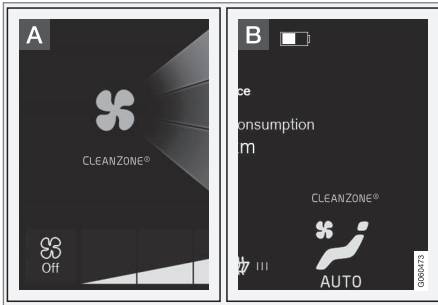 A
CLEANZONE®
Off
B
ce
onsumption
m
CLEANZONE®
AUTO
G060473